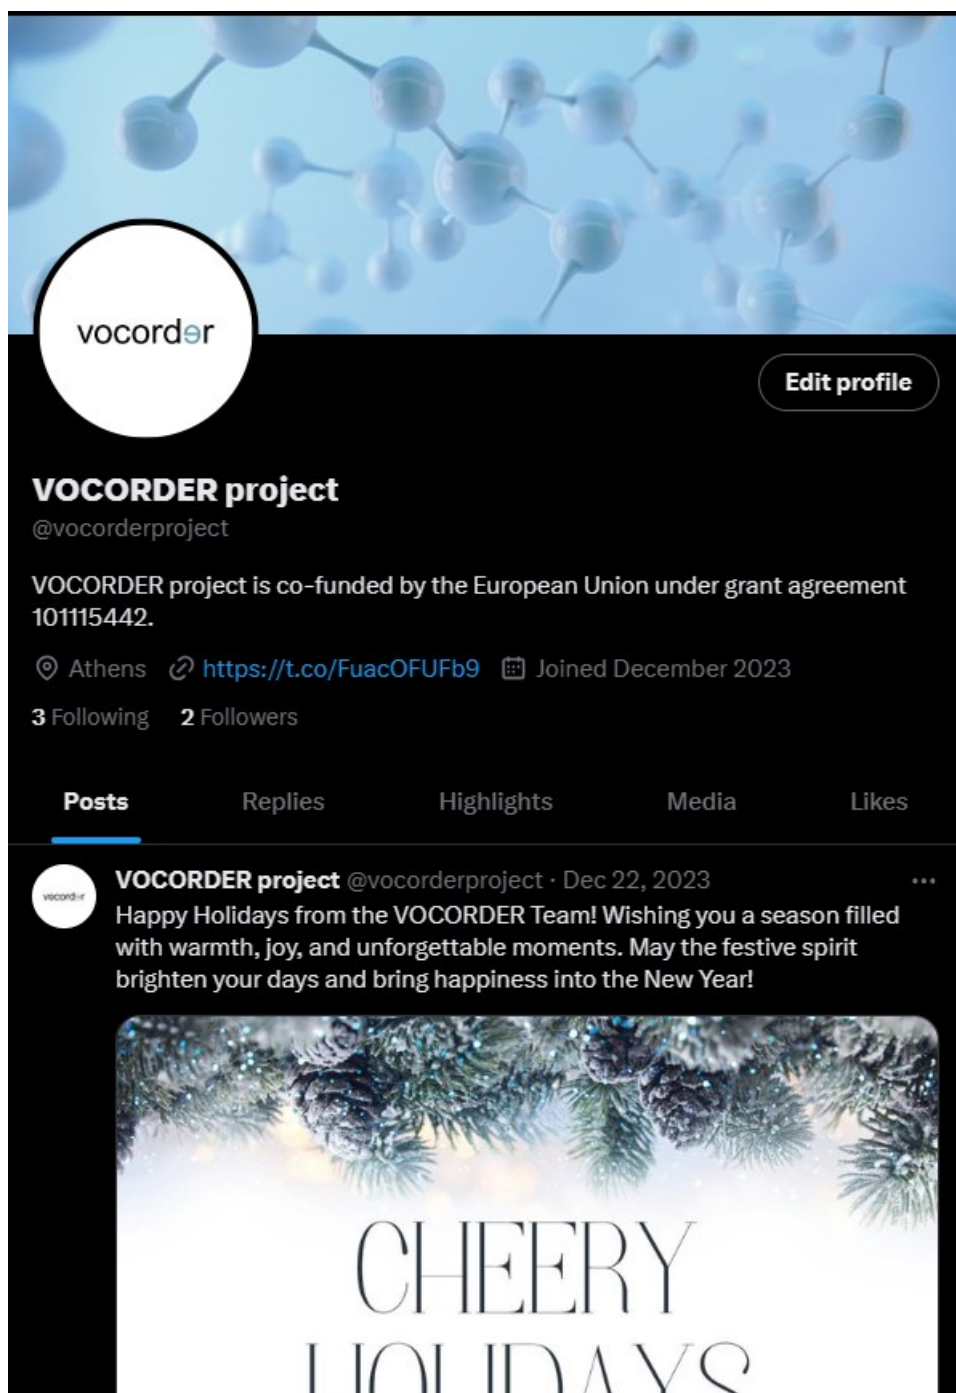 vocorder
Edit profile
VOCORDER project
@vocorderproject
VOCORDER project is co-funded by the European Union under grant agreement
101115442.
Athens https://t.co/FuacOFUFb9 Joined December 2023
3 Following 2 Followers
Posts Replies Highlights Media Likes
vocorder
VOCORDER project @vocorderproject · Dec 22, 2023
Happy Holidays from the VOCORDER Team! Wishing you a season filled
with warmth, joy, and unforgettable moments. May the festive spirit
brighten your days and bring happiness into the New Year!
CHEERY
HOLIDAYS